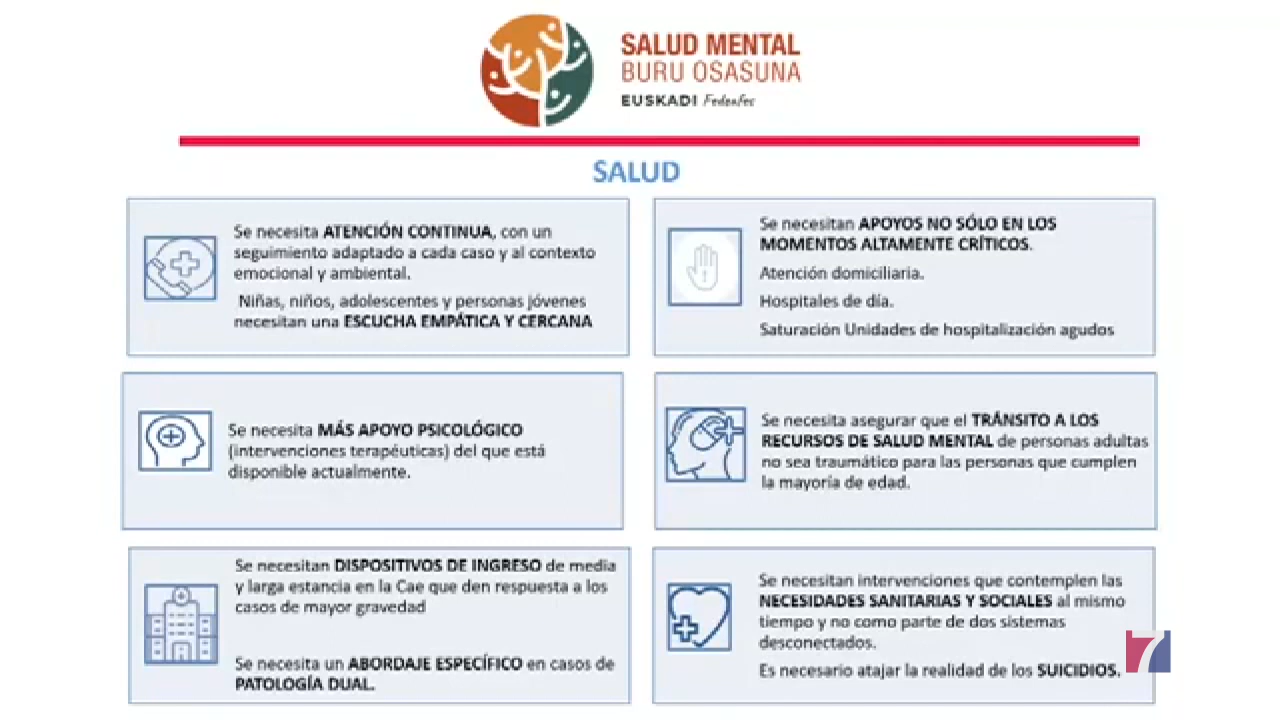 SALUD MENTAL
BURU OSASUNA
EUSKADI Fedeafes
SALUD
Se necesita ATENCIÓN CONTINUA, con un
seguimiento adaptado a cada caso y al contexto
emocional y ambiental.
Niñas, niños, adolescentes y personas jóvenes
necesitan una ESCUCHA EMPÁTICA Y CERCANA
Se necesitan APOYOS NO SÓLO EN LOS
MOMENTOS ALTAMENTE CRÍTICOS.
Atención domiciliaria.
Hospitales de día.
Saturación Unidades de hospitalización agudos
Se necesita MÁS APOYO PSICOLÓGICO
(intervenciones terapéuticas) del que está
disponible actualmente.
Se necesita asegurar que el TRÁNSITO A LOS
RECURSOS DE SALUD MENTAL de personas adultas
no sea traumático para las personas que cumplen
la mayoría de edad.
Se necesitan DISPOSITIVOS DE INGRESO de media
y larga estancia en la Cae que den respuesta a los
casos de mayor gravedad
Se necesita un ABORDAJE ESPECÍFICO en casos de
PATOLOGÍA DUAL.
Se necesitan intervenciones que contemplen las
NECESIDADES SANITARIAS Y SOCIALES al mismo
tiempo y no como parte de dos sistemas
desconectados.
Es necesario atajar la realidad de los SUICIDIOS.
7